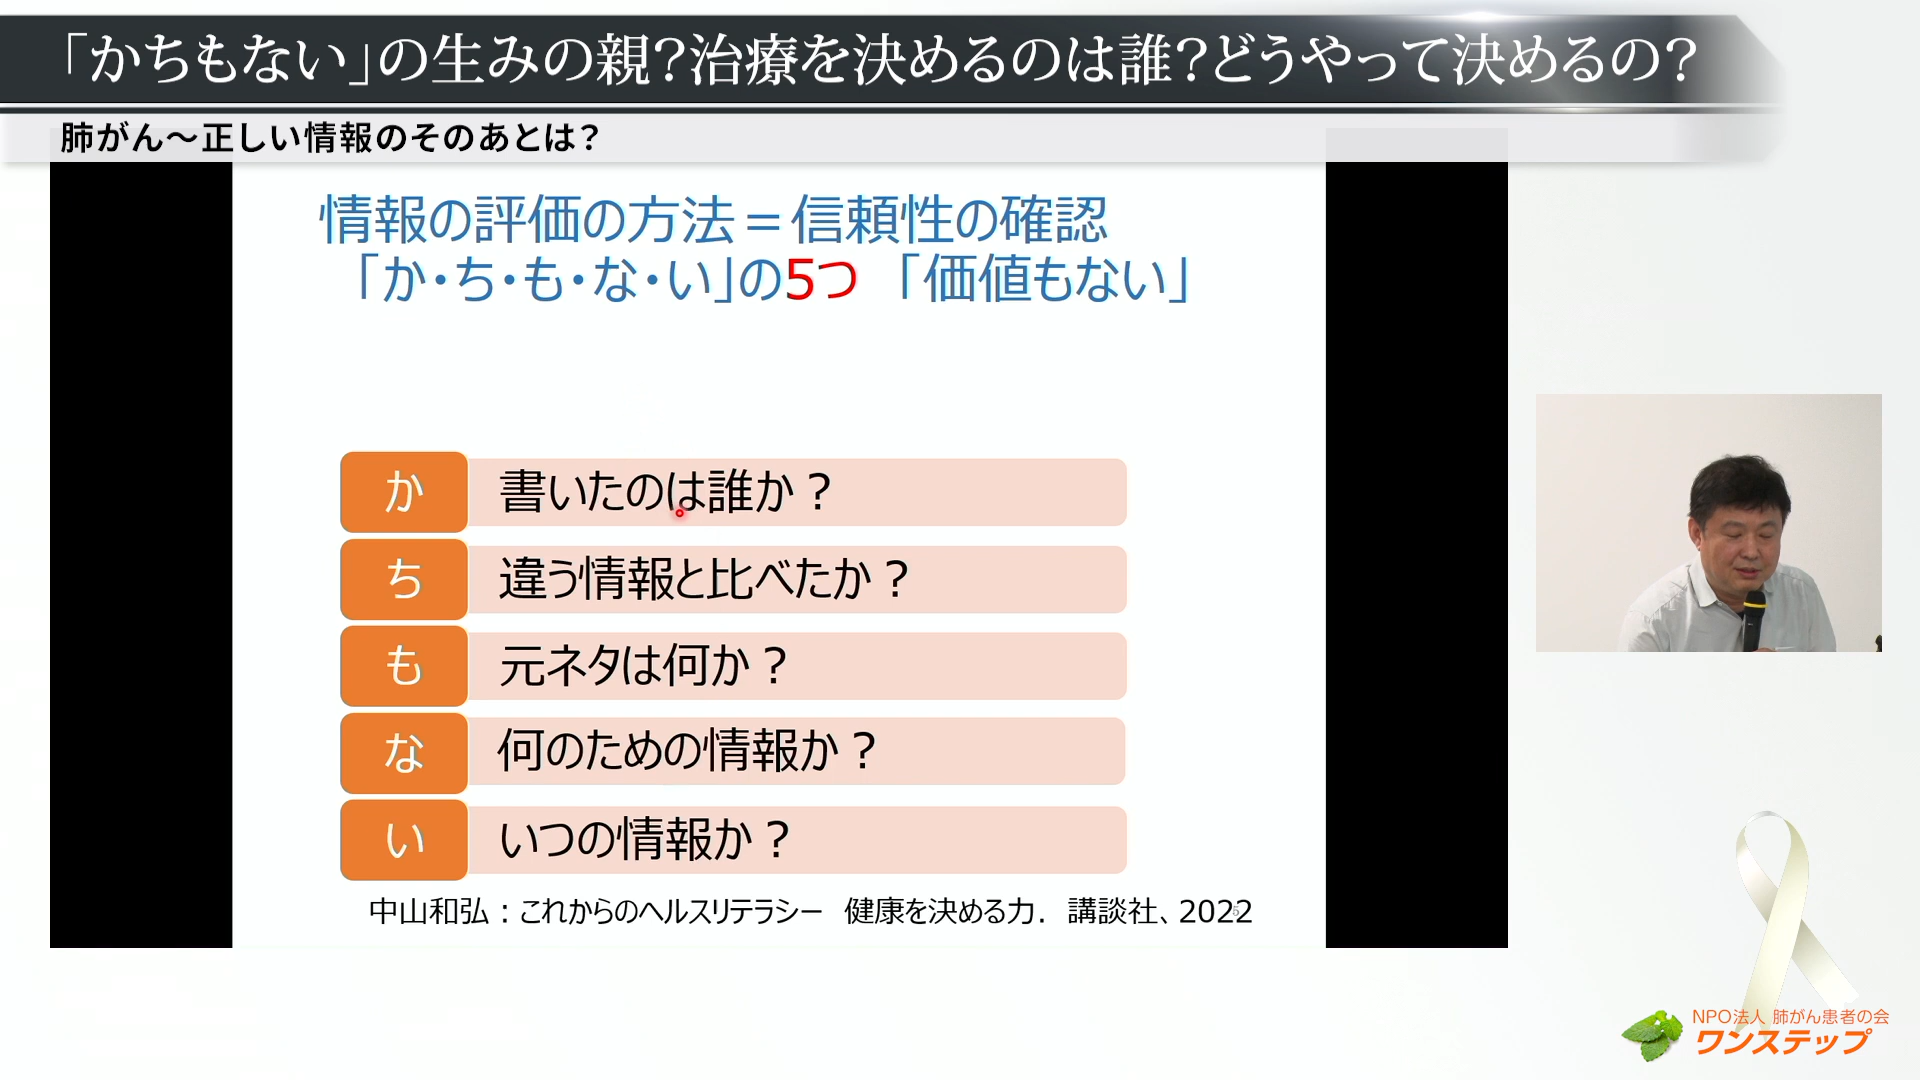 「かちもない」の生みの親?治療を決めるのは誰?どうやって決めるの?
肺がん〜正しい情報のそのあとは?
情報の評価の方法＝信頼性の確認
「か・ち・も・な・い」の5つ 「価値もない」
か 書いたのは誰か？
ち 違う情報と比べたか？
も 元ネタは何か？
な 何のための情報か？
い いつの情報か？
中山和弘：これからのヘルスリテラシー 健康を決める力. 講談社、2022
5
NPO法人 肺がん患者の会
ワンステップ